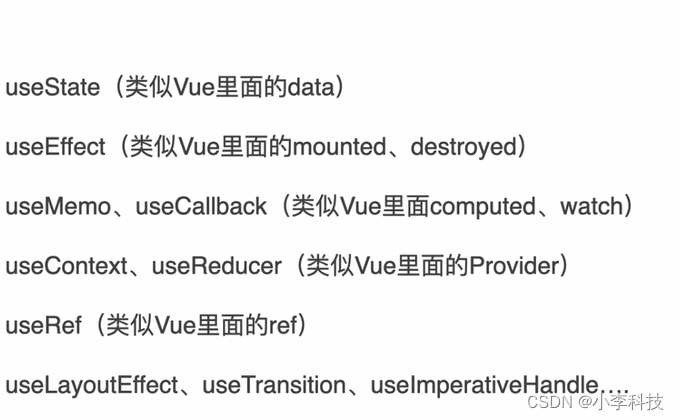 useState（类似Vue里面的data）
useEffect（类似Vue里面的mounted、destroyed）
useMemo、useCallback（类似Vue里面computed、watch）
useContext、useReducer（类似Vue里面的Provider）
useRef（类似Vue里面的ref）
useLayoutEffect、useTransition、useImperativeHandle….
CSDN @小李科技